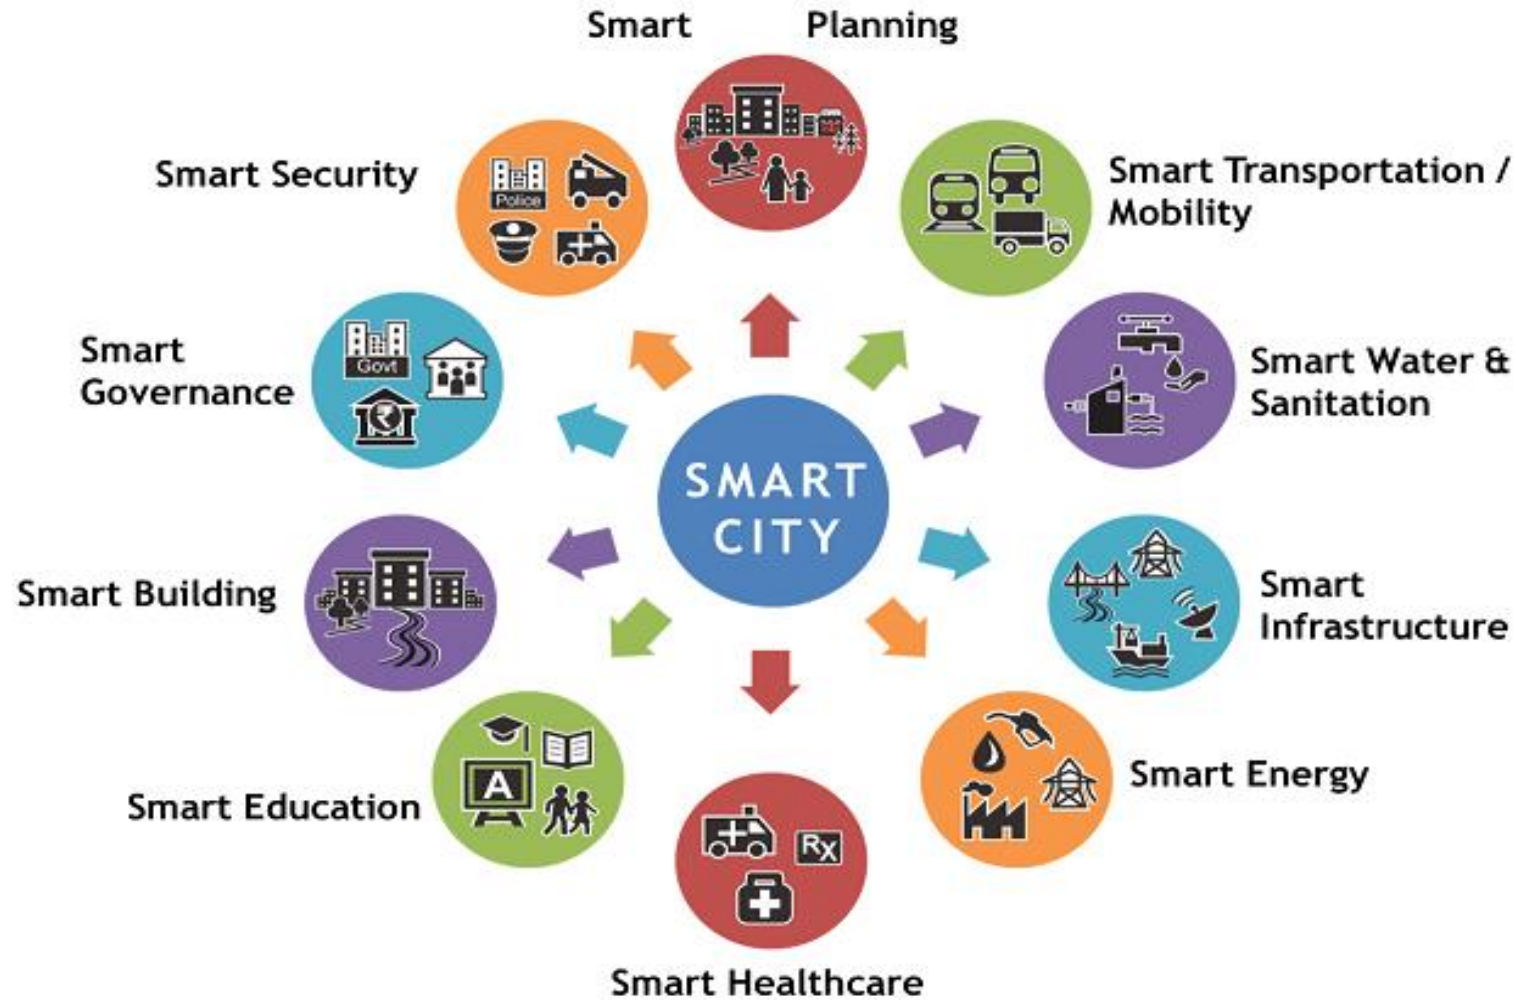 Smart Planning
Smart Security
Police
Smart Transportation /
Mobility
Smart
Governance
Govt
₹
Smart Water &
Sanitation
SMART
CITY
Smart Building
Smart
Infrastructure
Smart Education
A
Smart Energy
Rx
Smart Healthcare